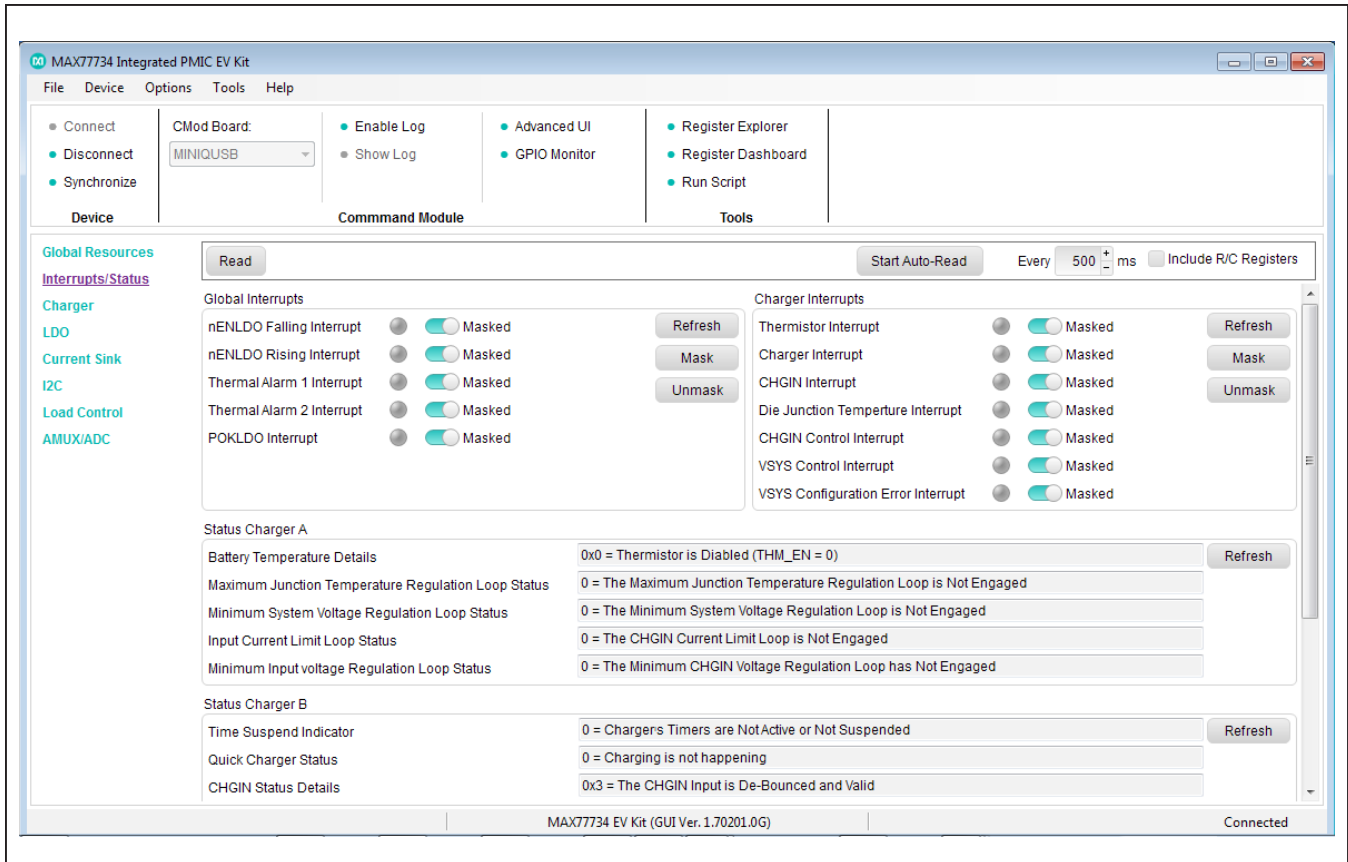 MAX77734 Integrated PMIC EV Kit
File Device Options Tools Help
Connect
Disconnect
Synchronize
Device
CMod Board:
MINIQUSB
Enable Log
Show Log
Advanced UI
GPIO Monitor
Commmand Module
Register Explorer
Register Dashboard
Run Script
Tools
Global Resources
Interrupts/Status
Charger
LDO
Current Sink
I2C
Load Control
AMUX/ADC
Read Start Auto-Read Every 500 + - ms Include R/C Registers
Global Interrupts
nENLDO Falling Interrupt Masked Refresh
nENLDO Rising Interrupt Masked Mask
Thermal Alarm 1 Interrupt Masked Unmask
Thermal Alarm 2 Interrupt Masked
POKLDO Interrupt Masked
Charger Interrupts
Thermistor Interrupt Masked Refresh
Charger Interrupt Masked Mask
CHGIN Interrupt Masked Unmask
Die Junction Temperture Interrupt Masked
CHGIN Control Interrupt Masked
VSYS Control Interrupt Masked
VSYS Configuration Error Interrupt Masked
Status Charger A
Battery Temperature Details 0x0 = Thermistor is Diabled (THM_EN = 0) Refresh
Maximum Junction Temperature Regulation Loop Status 0 = The Maximum Junction Temperature Regulation Loop is Not Engaged
Minimum System Voltage Regulation Loop Status 0 = The Minimum System Voltage Regulation Loop is Not Engaged
Input Current Limit Loop Status 0 = The CHGIN Current Limit Loop is Not Engaged
Minimum Input voltage Regulation Loop Status 0 = The Minimum CHGIN Voltage Regulation Loop has Not Engaged
Status Charger B
Time Suspend Indicator 0 = Charger's Timers are Not Active or Not Suspended Refresh
Quick Charger Status 0 = Charging is not happening
CHGIN Status Details 0x3 = The CHGIN Input is De-Bounced and Valid
MAX77734 EV Kit (GUI Ver. 1.70201.0G) Connected